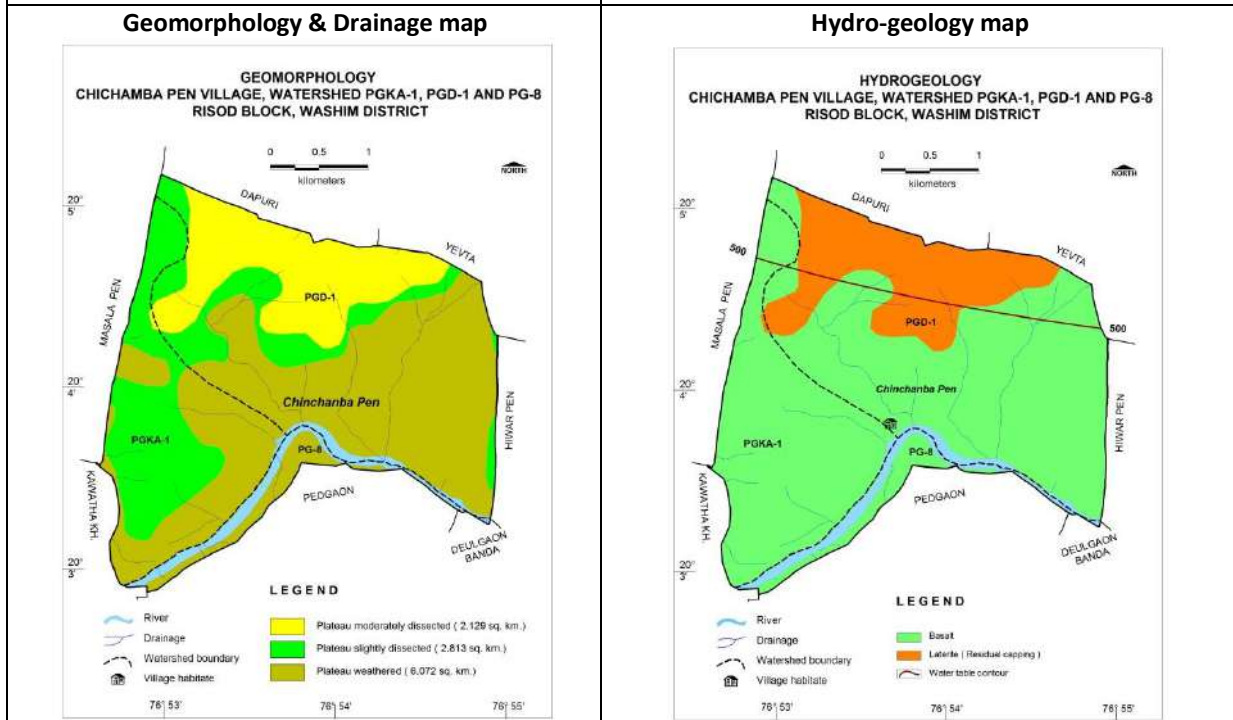 Geomorphology & Drainage map
GEOMORPHOLOGY
CHICHAMBA PEN VILLAGE, WATERSHED PGKA-1, PGD-1 AND PG-8
RISOD BLOCK, WASHIM DISTRICT
0 0.5 1
kilometers
NORTH
20°
5'
DAPURI
YEVTA
MASALA PEN
PGD-1
20°
4'
Chinchanba Pen
HIWAR PEN
PGKA-1
PG-8
PEDGAON
KAWATHA KH.
DEULGAON
BANDA
20°
3'
LEGEND
River
Drainage
Watershed boundary
Village habitate
Plateau moderately dissected ( 2.129 sq. km.)
Plateau slightly dissected ( 2.813 sq. km.)
Plateau weathered ( 6.072 sq. km.)
76° 53' 76° 54' 76° 55'
Hydro-geology map
HYDROGEOLOGY
CHICHAMBA PEN VILLAGE, WATERSHED PGKA-1, PGD-1 AND PG-8
RISOD BLOCK, WASHIM DISTRICT
0 0.5 1
kilometers
NORTH
20°
5'
DAPURI
YEVTA
500
MASALA PEN
PGD-1
500
20°
4'
Chinchanba Pen
HIWAR PEN
PGKA-1
PG-8
PEDGAON
KAWATHA KH.
DEULGAON
BANDA
20°
3'
LEGEND
River
Drainage
Watershed boundary
Village habitate
Basalt
Laterite ( Residual capping )
Water table contour
76° 53' 76° 54' 76° 55'